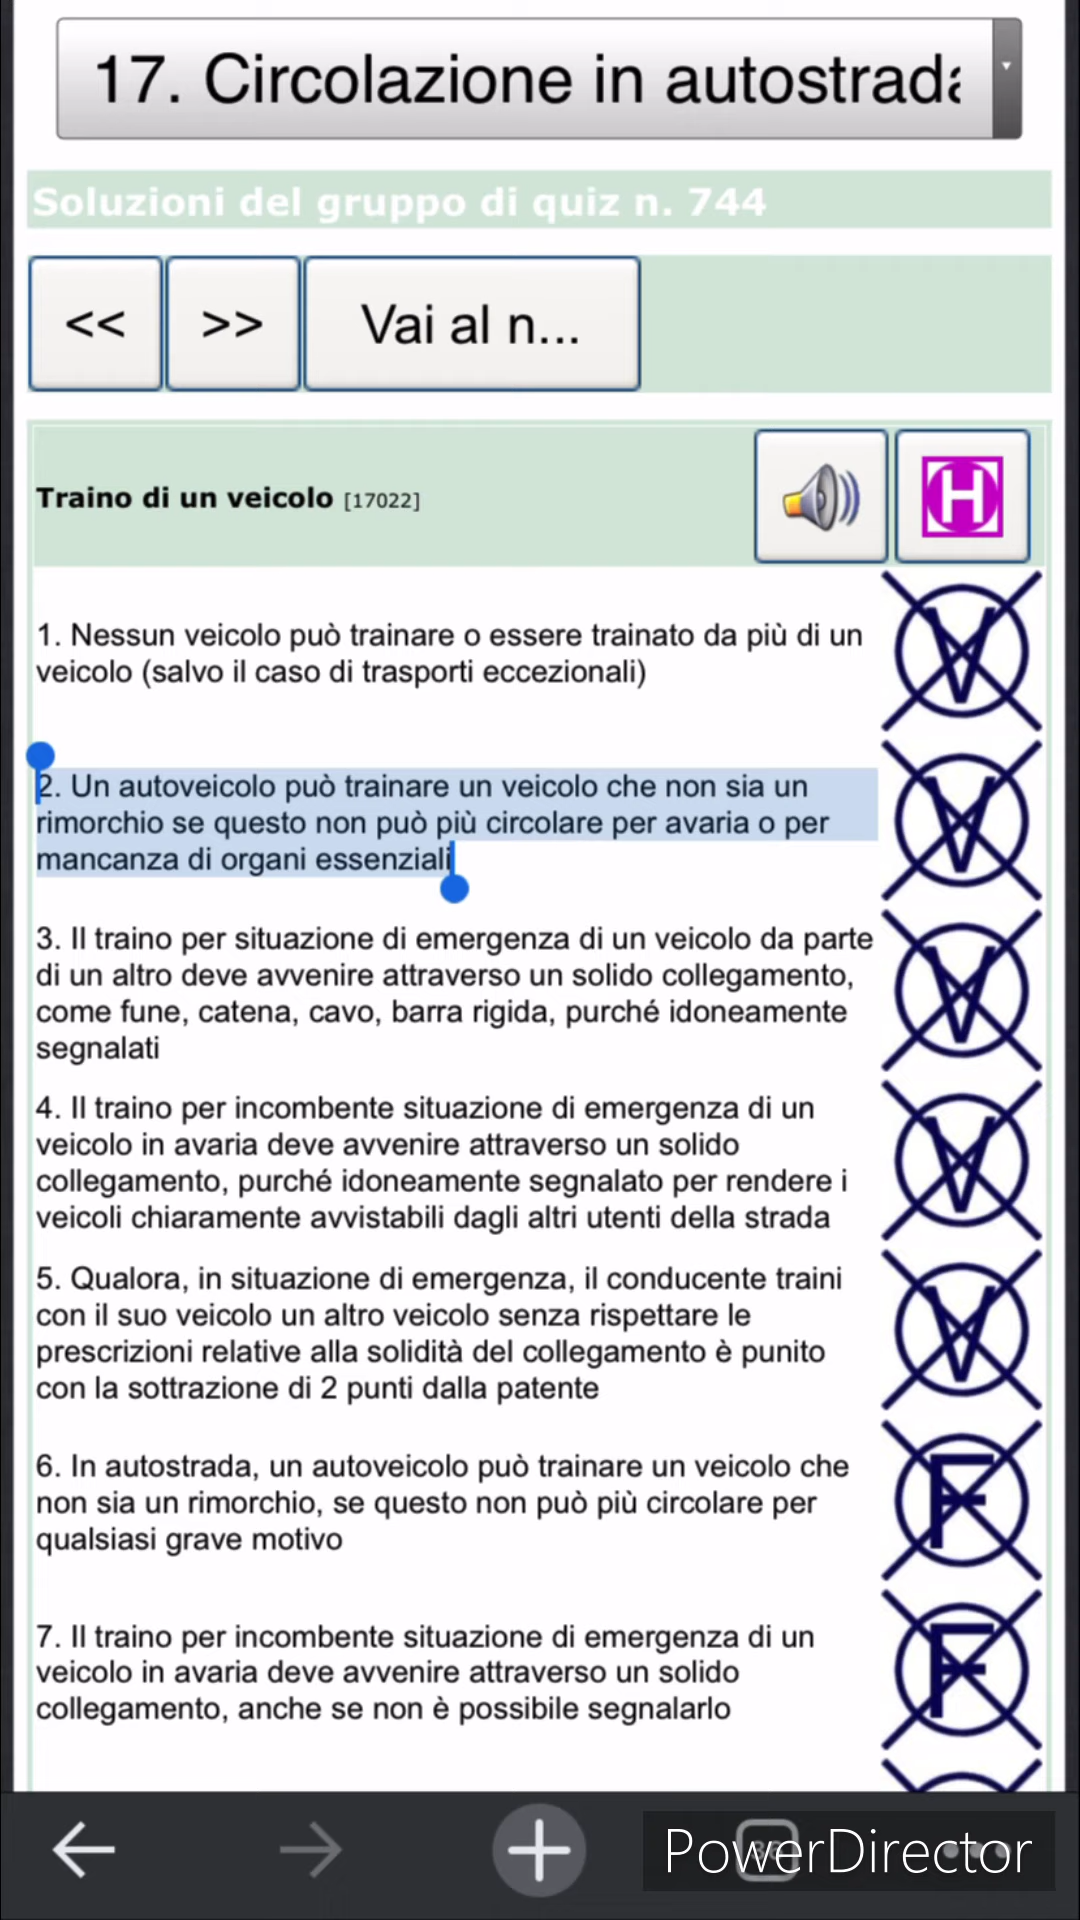 17. Circolazione in autostrada
Soluzioni del gruppo di quiz n. 744
<< >> Vai al n...
Traino di un veicolo [17022]
H
1. Nessun veicolo può trainare o essere trainato da più di un
veicolo (salvo il caso di trasporti eccezionali)
V
2. Un autoveicolo può trainare un veicolo che non sia un
rimorchio se questo non può più circolare per avaria o per
mancanza di organi essenziali
V
3. Il traino per situazione di emergenza di un veicolo da parte
di un altro deve avvenire attraverso un solido collegamento,
come fune, catena, cavo, barra rigida, purché idoneamente
segnalati
V
4. Il traino per incombente situazione di emergenza di un
veicolo in avaria deve avvenire attraverso un solido
collegamento, purché idoneamente segnalato per rendere i
veicoli chiaramente avvistabili dagli altri utenti della strada
V
5. Qualora, in situazione di emergenza, il conducente traini
con il suo veicolo un altro veicolo senza rispettare le
prescrizioni relative alla solidità del collegamento è punito
con la sottrazione di 2 punti dalla patente
V
6. In autostrada, un autoveicolo può trainare un veicolo che
non sia un rimorchio, se questo non può più circolare per
qualsiasi grave motivo
F
7. Il traino per incombente situazione di emergenza di un
veicolo in avaria deve avvenire attraverso un solido
collegamento, anche se non è possibile segnalarlo
F
PowerDirector